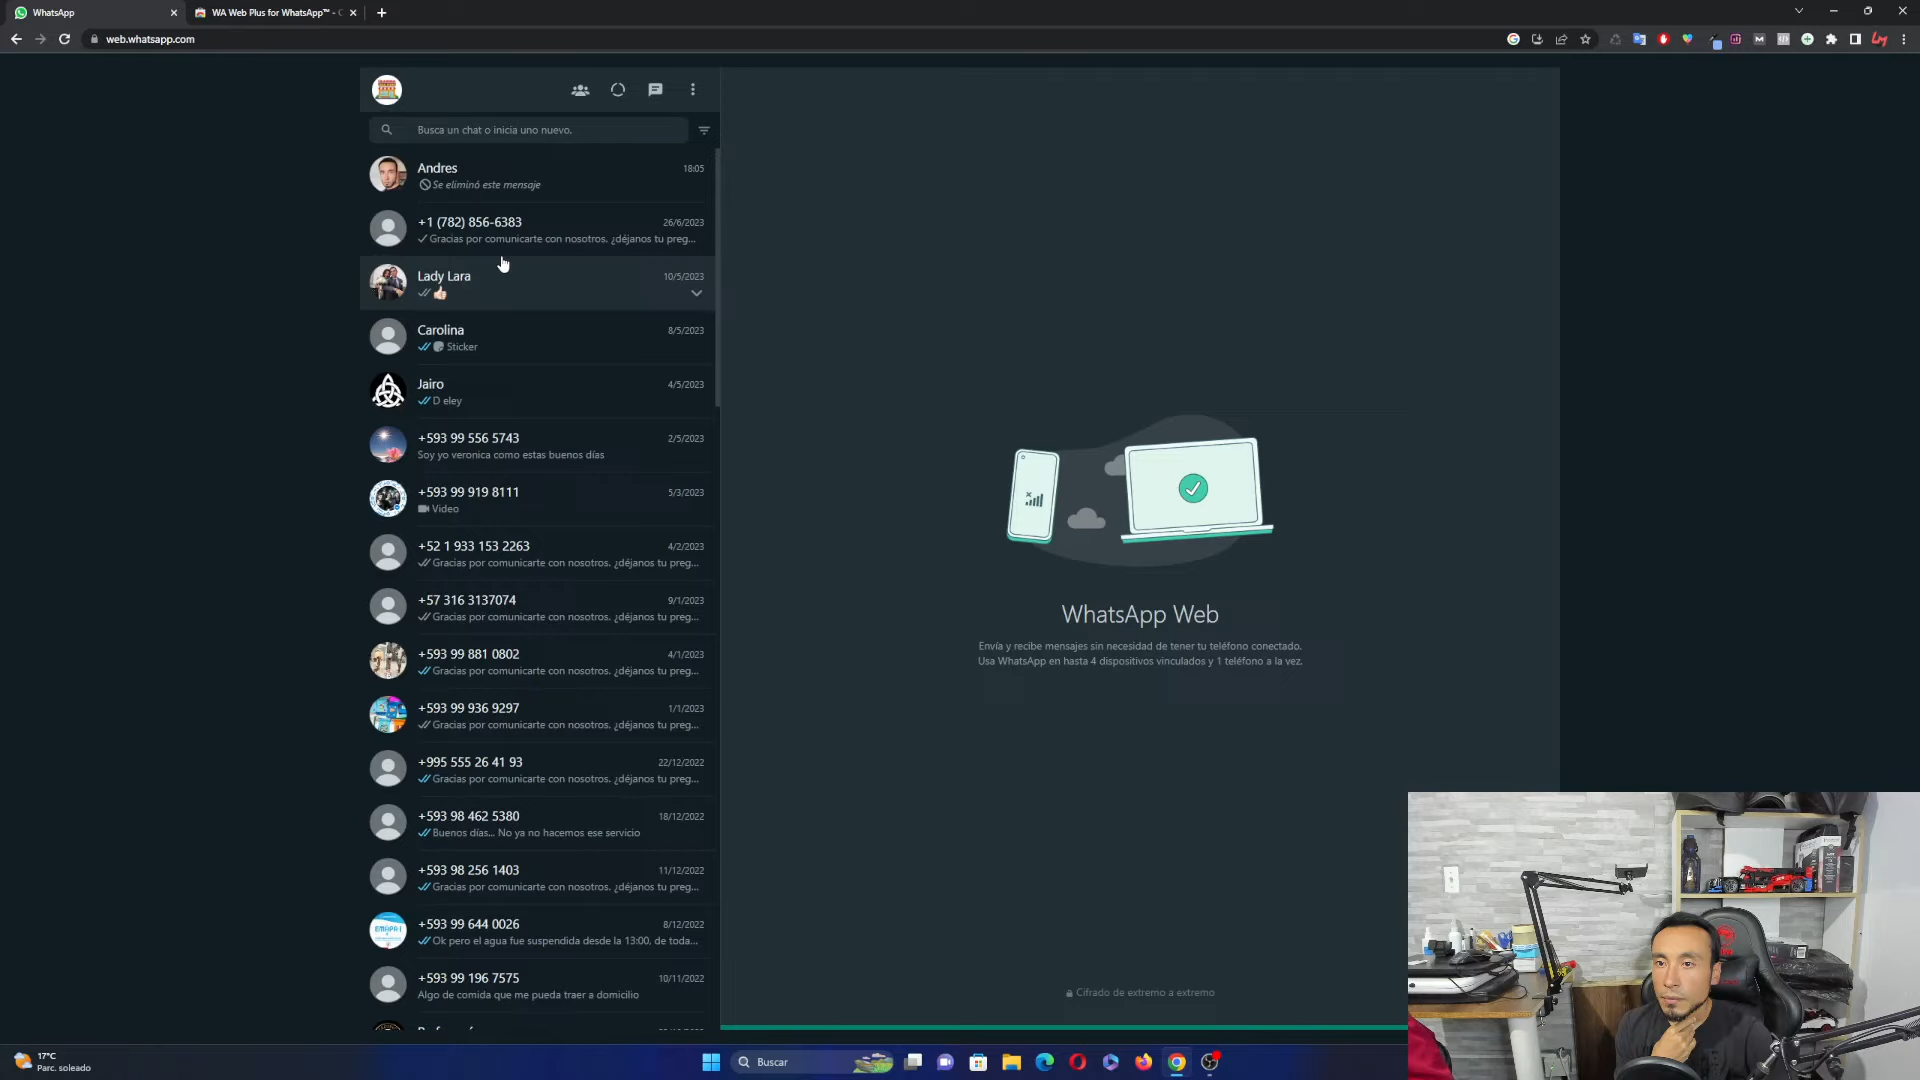 WhatsApp
WA Web Plus for WhatsApp™ - C
web.whatsapp.com
Busca un chat o inicia uno nuevo.
Andres
18:05
Se eliminó este mensaje
+1 (782) 856-6383
26/6/2023
Gracias por comunicarte con nosotros. ¿déjanos tu preg...
Lady Lara
10/5/2023
Carolina
8/5/2023
Sticker
Jairo
4/5/2023
D eley
+593 99 556 5743
2/5/2023
Soy yo veronica como estas buenos días
+593 99 919 8111
5/3/2023
Video
+52 1 933 153 2263
4/2/2023
Gracias por comunicarte con nosotros. ¿déjanos tu preg...
+57 316 3137074
9/1/2023
Gracias por comunicarte con nosotros. ¿déjanos tu preg...
+593 99 881 0802
4/1/2023
Gracias por comunicarte con nosotros. ¿déjanos tu preg...
+593 99 936 9297
1/1/2023
Gracias por comunicarte con nosotros. ¿déjanos tu preg...
+995 555 26 41 93
22/12/2022
Gracias por comunicarte con nosotros. ¿déjanos tu preg...
+593 98 462 5380
18/12/2022
Buenos días... No ya no hacemos ese servicio
+593 98 256 1403
11/12/2022
Gracias por comunicarte con nosotros. ¿déjanos tu preg...
EMAPA-I
+593 99 644 0026
8/12/2022
Ok pero el agua fue suspendida desde la 13:00. de toda...
+593 99 196 7575
10/11/2022
Algo de comida que me pueda traer a domicilio
WhatsApp Web
Envía y recibe mensajes sin necesidad de tener tu teléfono conectado.
Usa WhatsApp en hasta 4 dispositivos vinculados y 1 teléfono a la vez.
Cifrado de extremo a extremo
17°C
Parc. soleado
Buscar